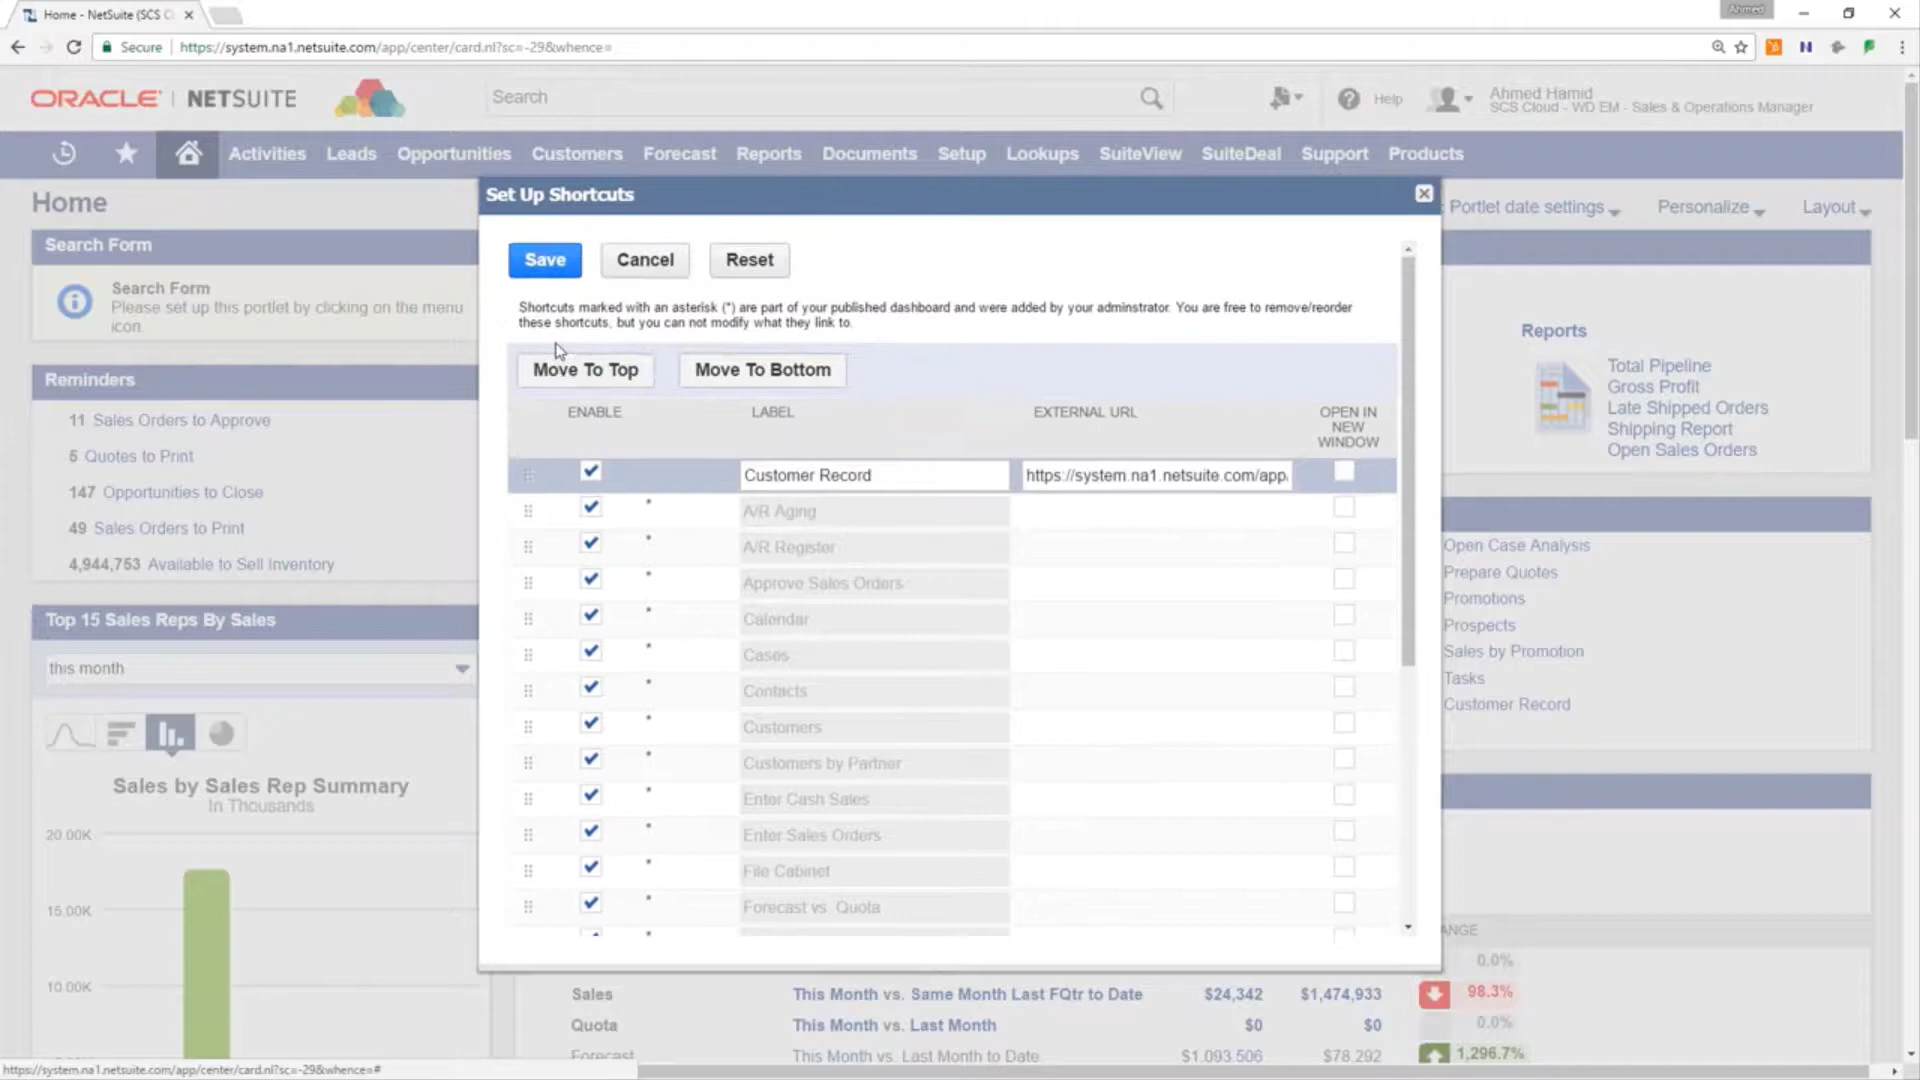 Home - NetSuite (SCS C
Ahmed
Secure
https://system.na1.netsuite.com/app/center/card.nl?sc=-29&whence=
ORACLE | NETSUITE
Search
Help
Ahmed Hamid
SCS Cloud - WD EM - Sales & Operations Manager
Activities Leads Opportunities Customers Forecast Reports Documents Setup Lookups SuiteView SuiteDeal Support Products
Home
Portlet date settings
Personalize
Layout
Search Form
Search Form
Please set up this portlet by clicking on the menu
icon.
Reminders
11 Sales Orders to Approve
5 Quotes to Print
147 Opportunities to Close
49 Sales Orders to Print
4,944,753 Available to Sell Inventory
Top 15 Sales Reps By Sales
this month
Sales by Sales Rep Summary
In Thousands
20.00K
15.00K
10.00K
Set Up Shortcuts
Save
Cancel
Reset
Shortcuts marked with an asterisk (*) are part of your published dashboard and were added by your adminstrator. You are free to remove/reorder
these shortcuts, but you can not modify what they link to.
Move To Top
Move To Bottom
ENABLE
LABEL
EXTERNAL URL
OPEN IN
NEW
WINDOW
Customer Record
https://system.na1.netsuite.com/app
* A/R Aging
* A/R Register
* Approve Sales Orders
* Calendar
* Cases
* Contacts
* Customers
* Customers by Partner
* Enter Cash Sales
* Enter Sales Orders
* File Cabinet
* Forecast vs. Quota
Reports
Total Pipeline
Gross Profit
Late Shipped Orders
Shipping Report
Open Sales Orders
Open Case Analysis
Prepare Quotes
Promotions
Prospects
Sales by Promotion
Tasks
Customer Record
ANGE
0.0%
Sales This Month vs. Same Month Last FQtr to Date $24,342 $1,474,933 98.3%
Quota This Month vs. Last Month $0 $0 0.0%
Forecast This Month vs. Last Month to Date $1,093,506 $78,292 1,296.7%
https://system.na1.netsuite.com/app/center/card.nl?sc=-29&whence=#